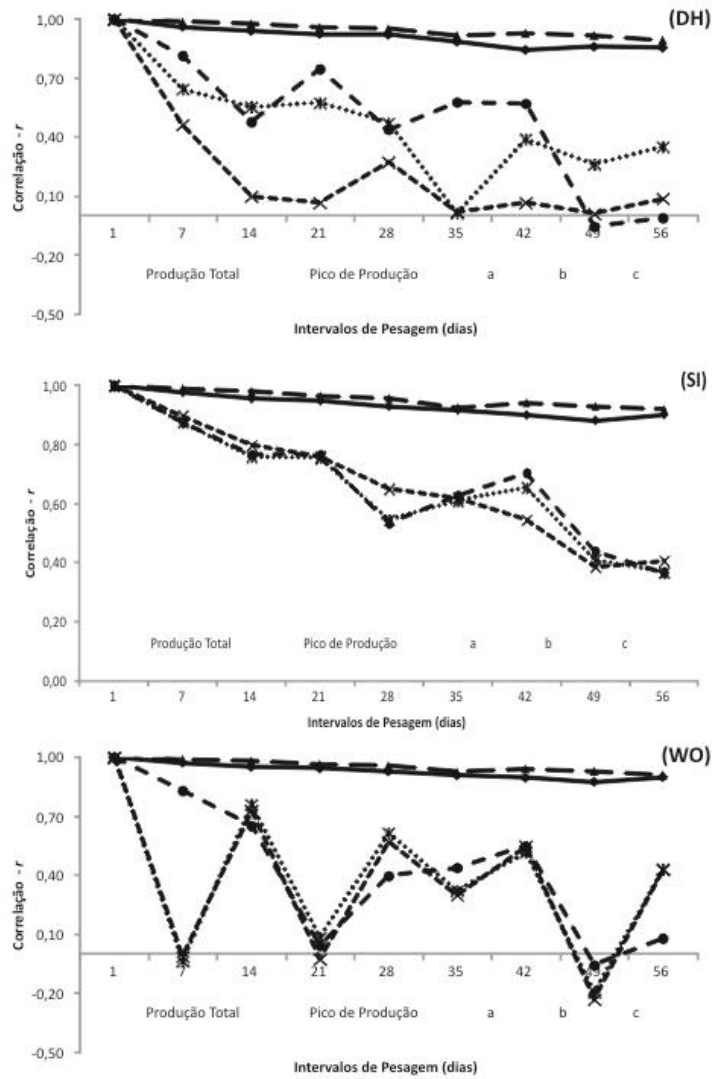 (DH)
1,00
0,70
0,40
0,10
-0,20
-0,50
Correlação - r
1 7 14 21 28 35 42 49 56
Produção Total Pico de Produção a b c
Intervalos de Pesagem (dias)
(SI)
1,00
0,80
0,60
0,40
0,20
0,00
Correlação - r
Produção Total Pico de Produção a b c
1 7 14 21 28 35 42 49 56
Intervalos de Pesagem (dias)
(WO)
1,00
0,70
0,40
0,10
-0,20
-0,50
Correlação - r
1 7 14 21 28 35 42 49 56
Produção Total Pico de Produção a b c
Intervalos de Pesagem (dias)